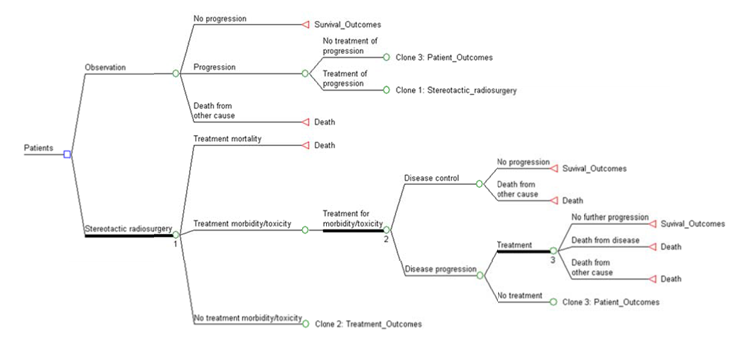 No progression
Survival_Outcomes
No treatment of
progression
Clone 3: Patient_Outcomes
Observation
Progression
Treatment of
progression
Clone 1: Stereotactic_radiosurgery
Death from
other cause
Death
Patients
Treatment mortality
Death
No progression
Suvival_Outcomes
Disease control
Death from
other cause
Death
Stereotactic radiosurgery
1
Treatment morbidity/toxicity
Treatment for
morbidity/toxicity
2
No further progression
Suvival_Outcomes
Treatment
3
Death from disease
Death
Disease progression
Death from
other cause
Death
No treatment
Clone 3: Patient_Outcomes
No treatment morbidity/toxicity
Clone 2: Treatment_Outcomes